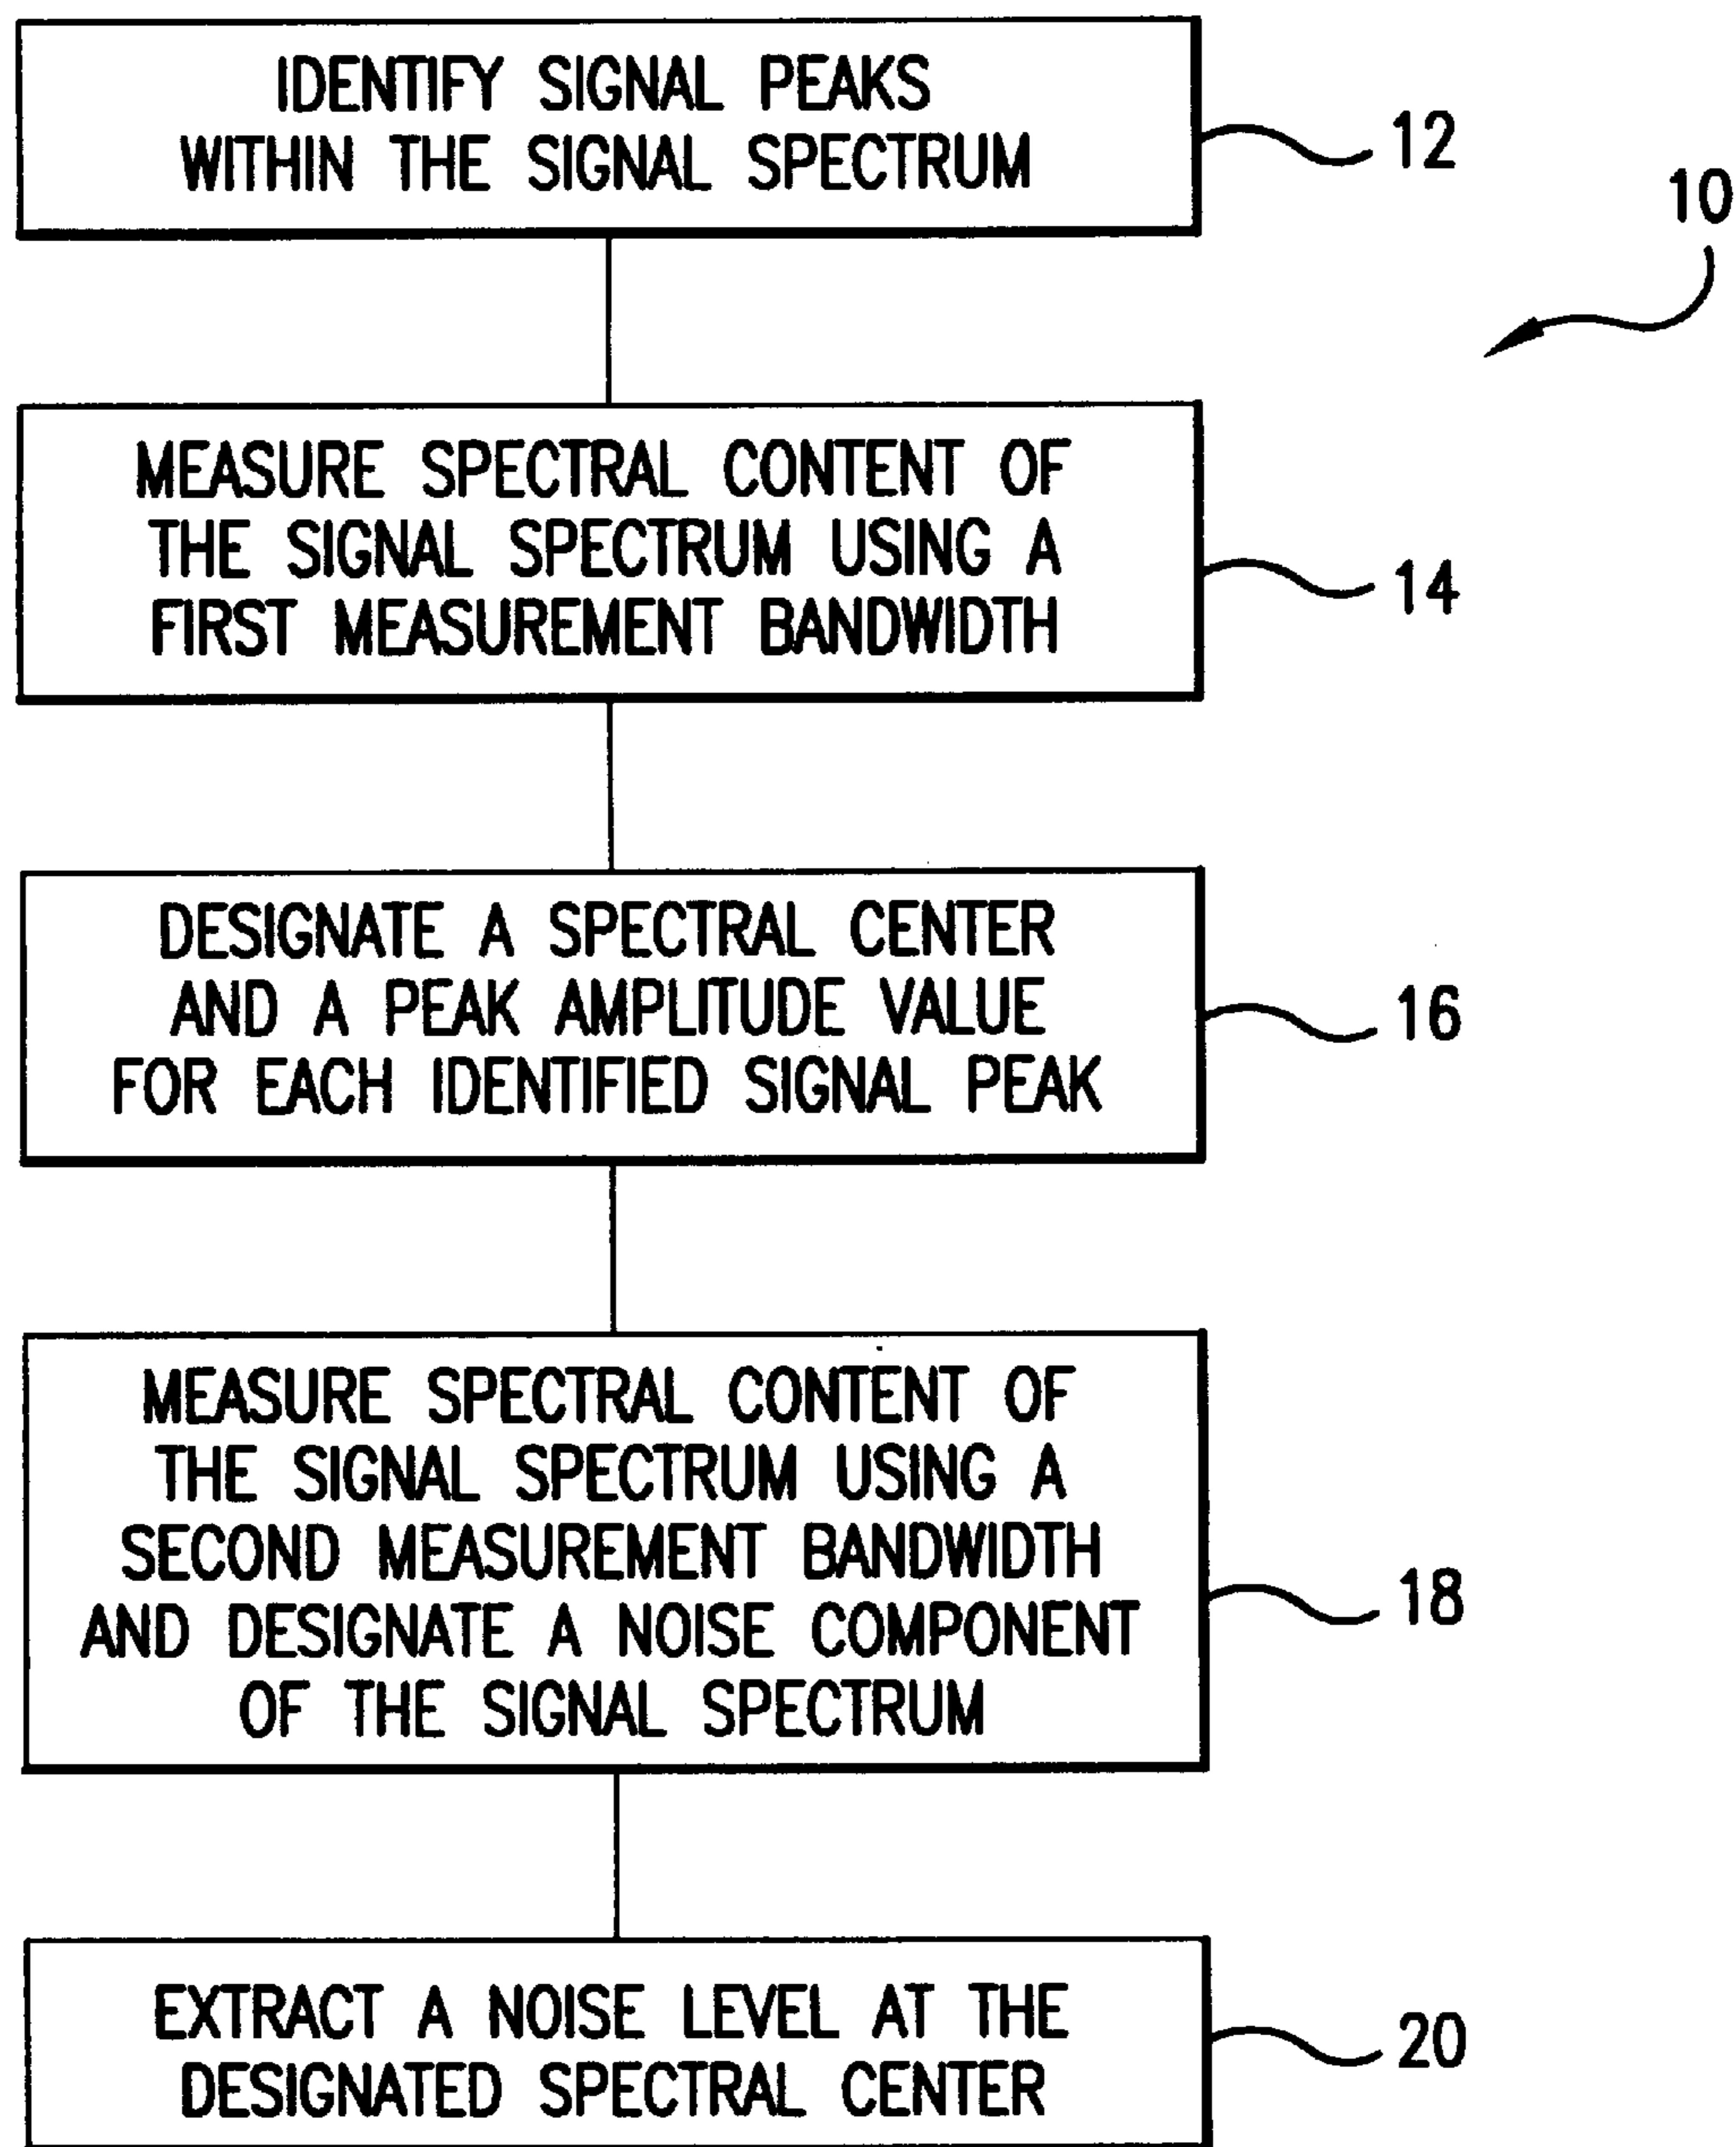 IDENTIFY SIGNAL PEAKS
WITHIN THE SIGNAL SPECTRUM
12
10
MEASURE SPECTRAL CONTENT OF
THE SIGNAL SPECTRUM USING A
FIRST MEASUREMENT BANDWIDTH
14
DESIGNATE A SPECTRAL CENTER
AND A PEAK AMPLITUDE VALUE
FOR EACH IDENTIFIED SIGNAL PEAK
16
MEASURE SPECTRAL CONTENT OF
THE SIGNAL SPECTRUM USING A
SECOND MEASUREMENT BANDWIDTH
AND DESIGNATE A NOISE COMPONENT
OF THE SIGNAL SPECTRUM
18
EXTRACT A NOISE LEVEL AT THE
DESIGNATED SPECTRAL CENTER
20